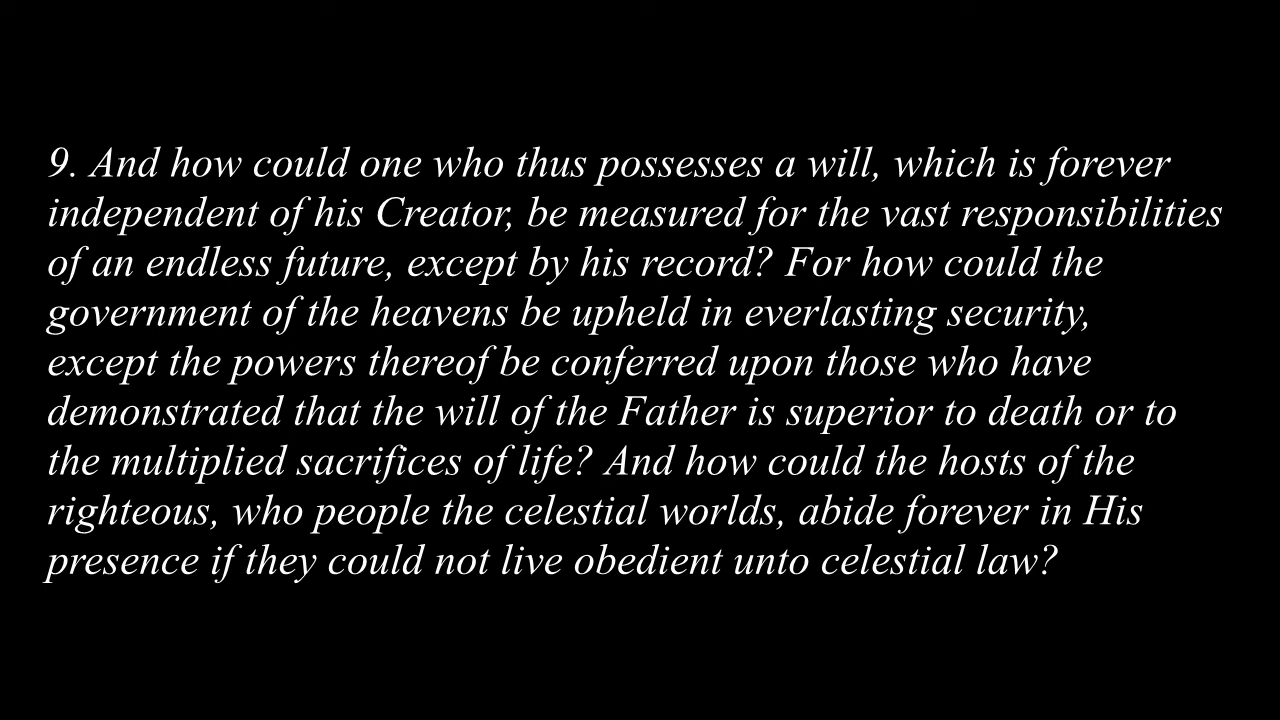 9. And how could one who thus possesses a will, which is forever
independent of his Creator, be measured for the vast responsibilities
of an endless future, except by his record? For how could the
government of the heavens be upheld in everlasting security,
except the powers thereof be conferred upon those who have
demonstrated that the will of the Father is superior to death or to
the multiplied sacrifices of life? And how could the hosts of the
righteous, who people the celestial worlds, abide forever in His
presence if they could not live obedient unto celestial law?